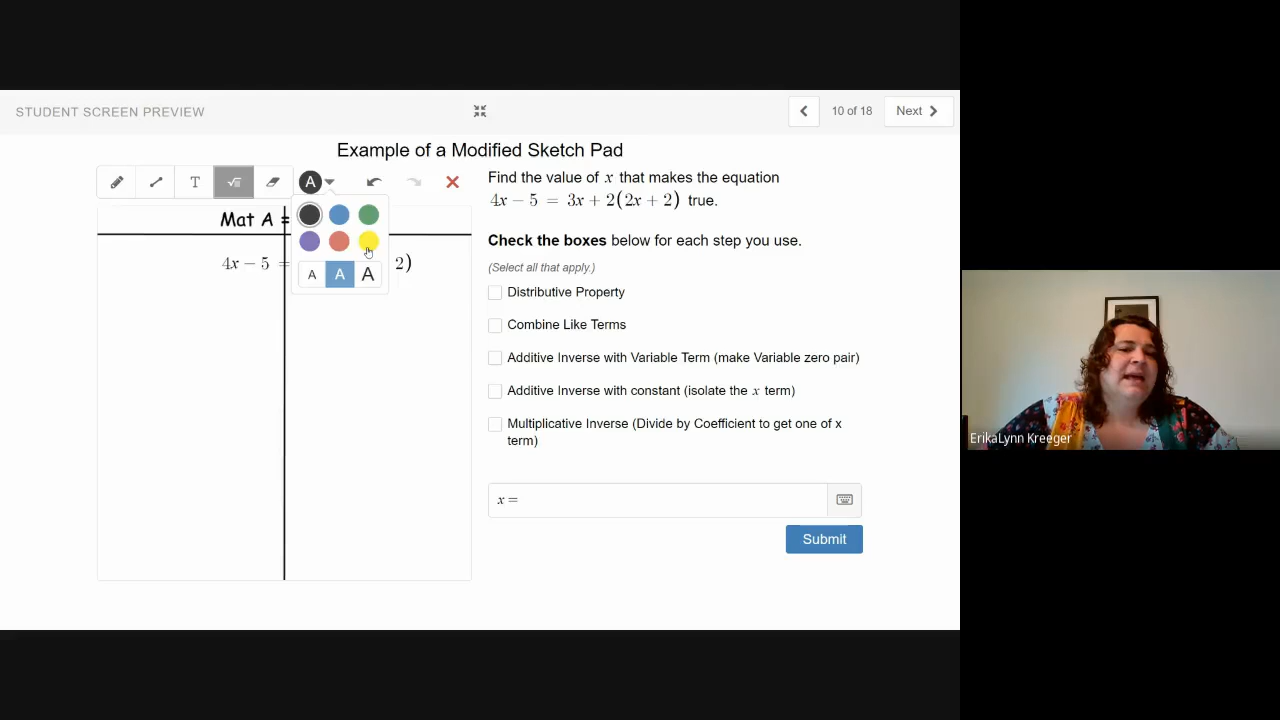 STUDENT SCREEN PREVIEW
10 of 18
Next
Example of a Modified Sketch Pad
T
A
Mat A =
4x − 5 =
2)
A A A
Find the value of x that makes the equation
4x − 5 = 3x + 2(2x + 2) true.
Check the boxes below for each step you use.
(Select all that apply.)
Distributive Property
Combine Like Terms
Additive Inverse with Variable Term (make Variable zero pair)
Additive Inverse with constant (isolate the x term)
Multiplicative Inverse (Divide by Coefficient to get one of x
term)
x =
Submit
ErikaLynn Kreeger